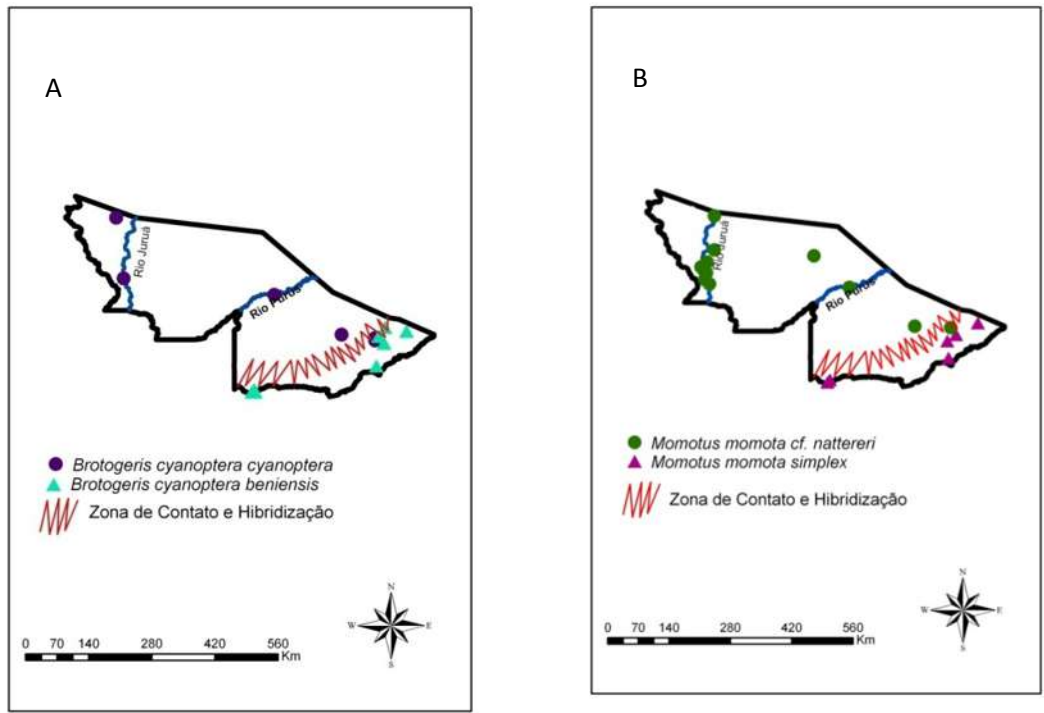 A
Rio Juruá
Rio Purús
Brotogeris cyanoptera cyanoptera
Brotogeris cyanoptera beniensis
Zona de Contato e Hibridização
N
W
E
S
0 70 140 280 420 560
Km
B
Rio Juruá
Rio Purús
Momotus momota cf. nattereri
Momotus momota simplex
Zona de Contato e Hibridização
N
W
E
S
0 70 140 280 420 560
Km